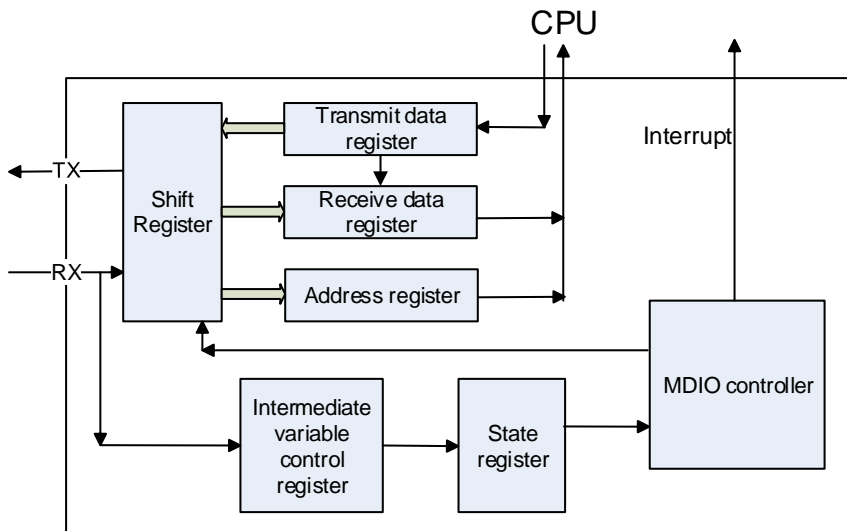 CPU
Transmit data
register
Interrupt
TX
Shift
Register
Receive data
register
RX
Address register
MDIO controller
Intermediate
variable
control
register
State
register